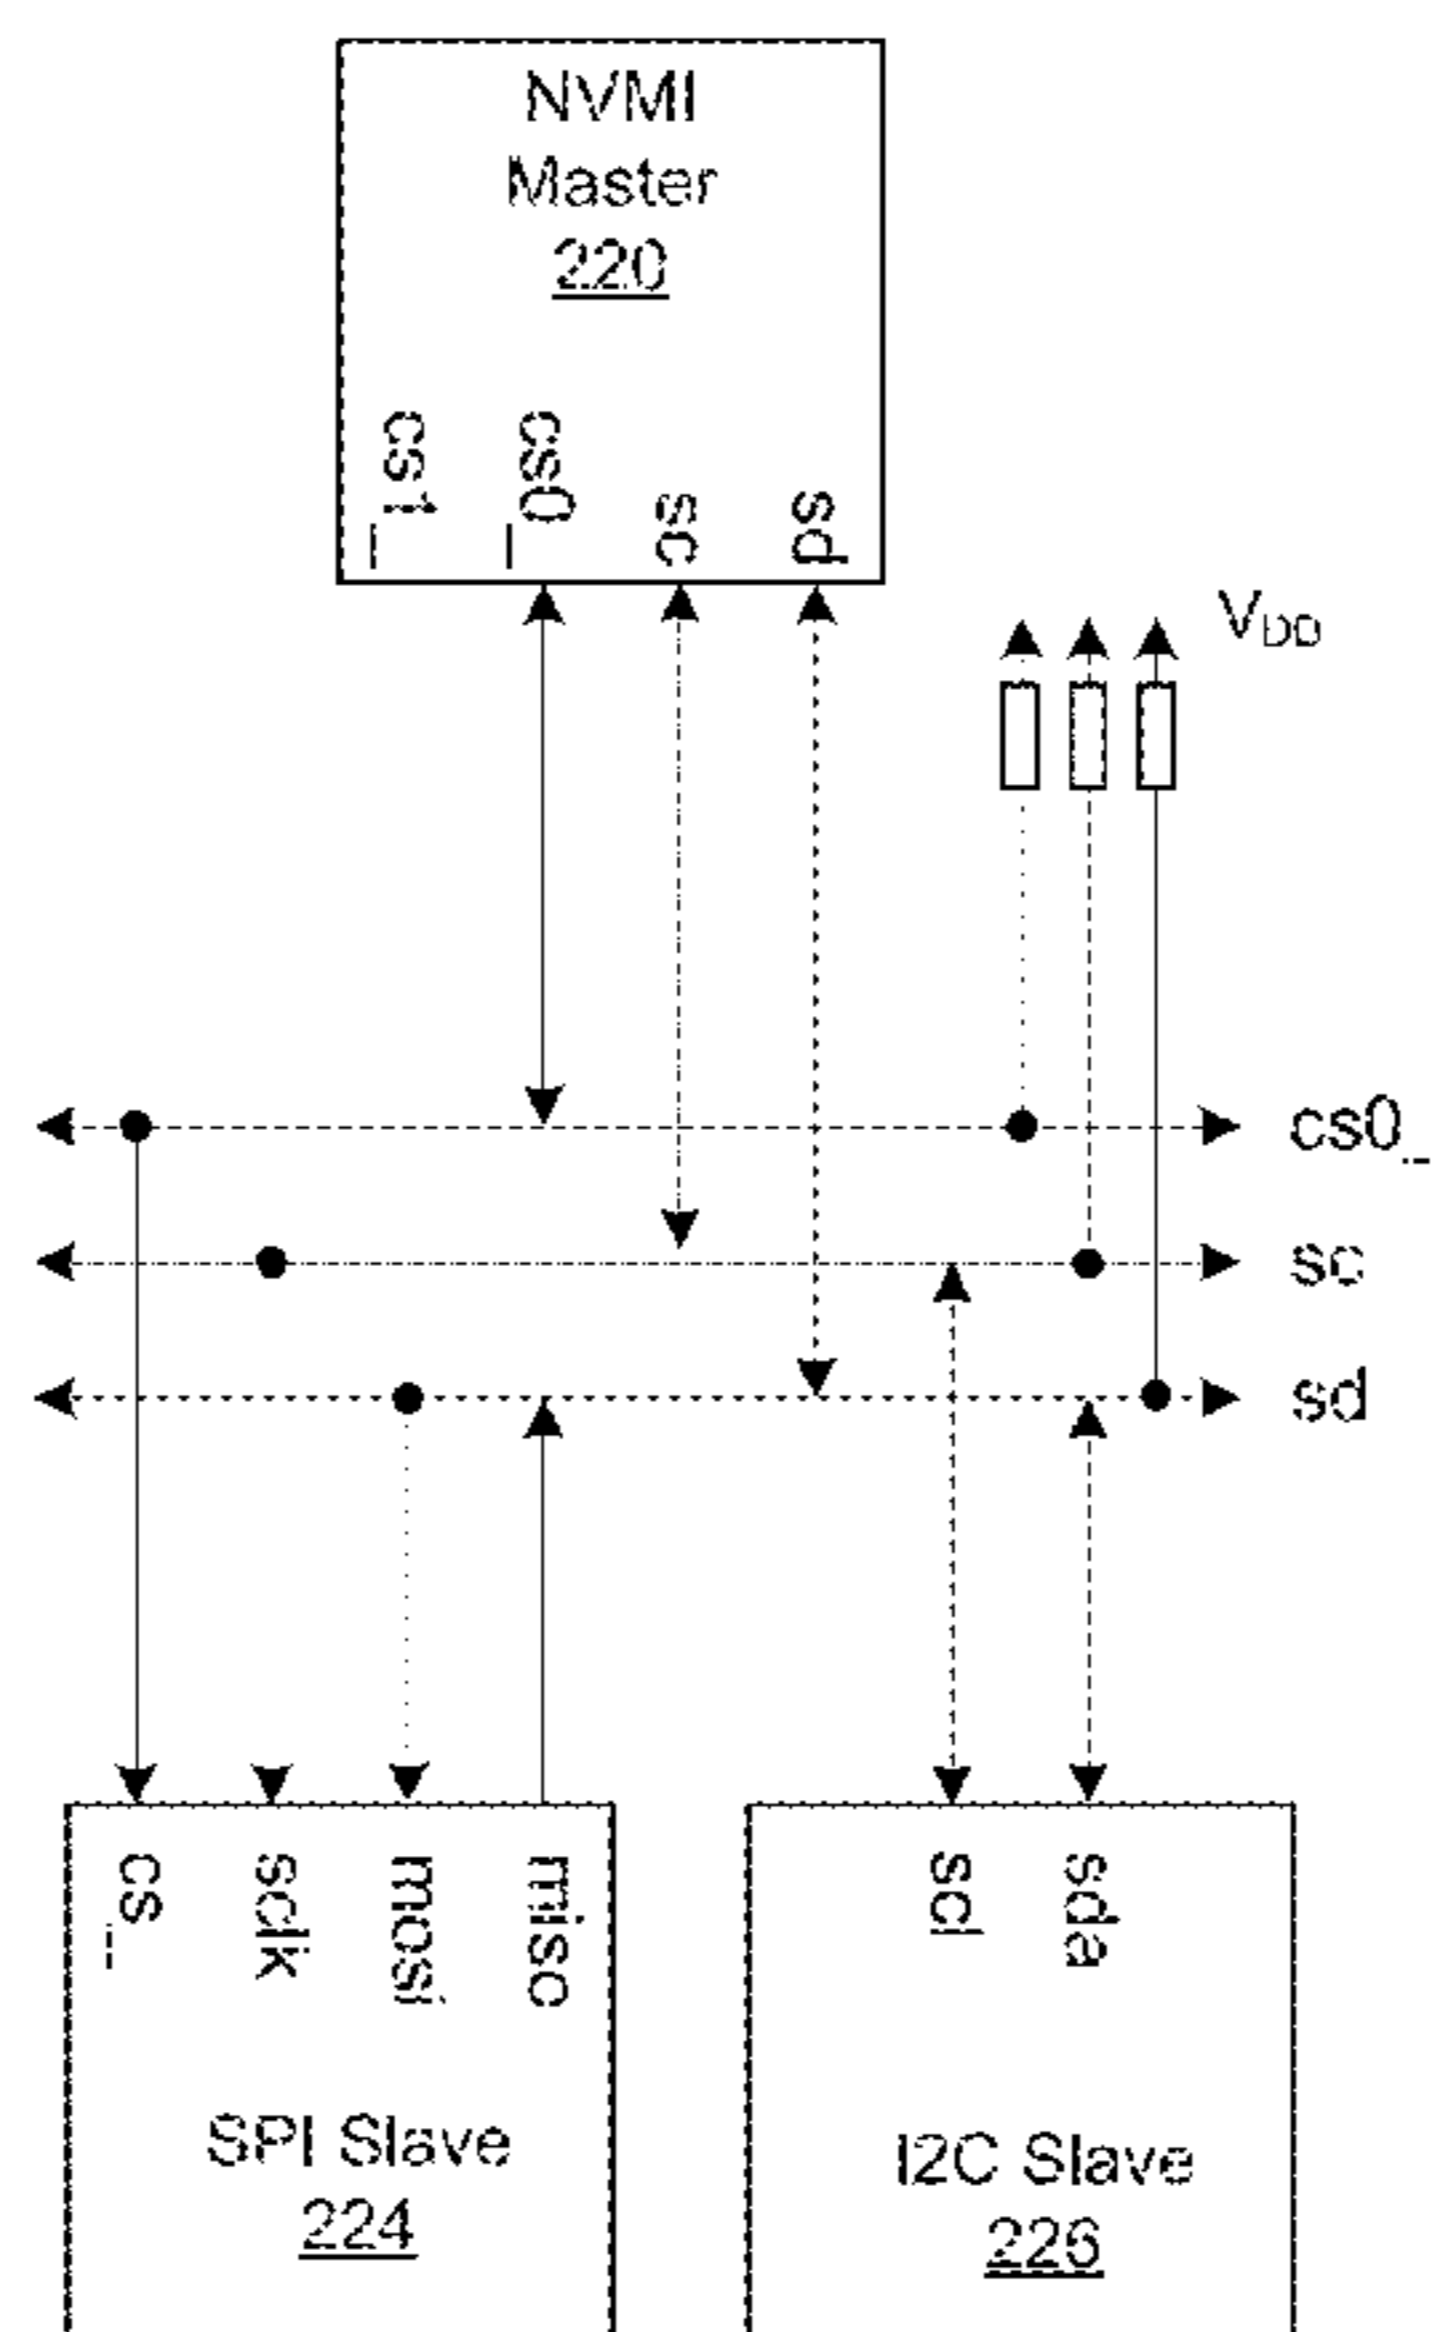 NVMI
Master
220
cs1_
cs0_
sc
sd
VDD
cs0_
sc
sd
cs_
sclk
mosi
miso
scl
sda
SPI Slave
224
I2C Slave
226